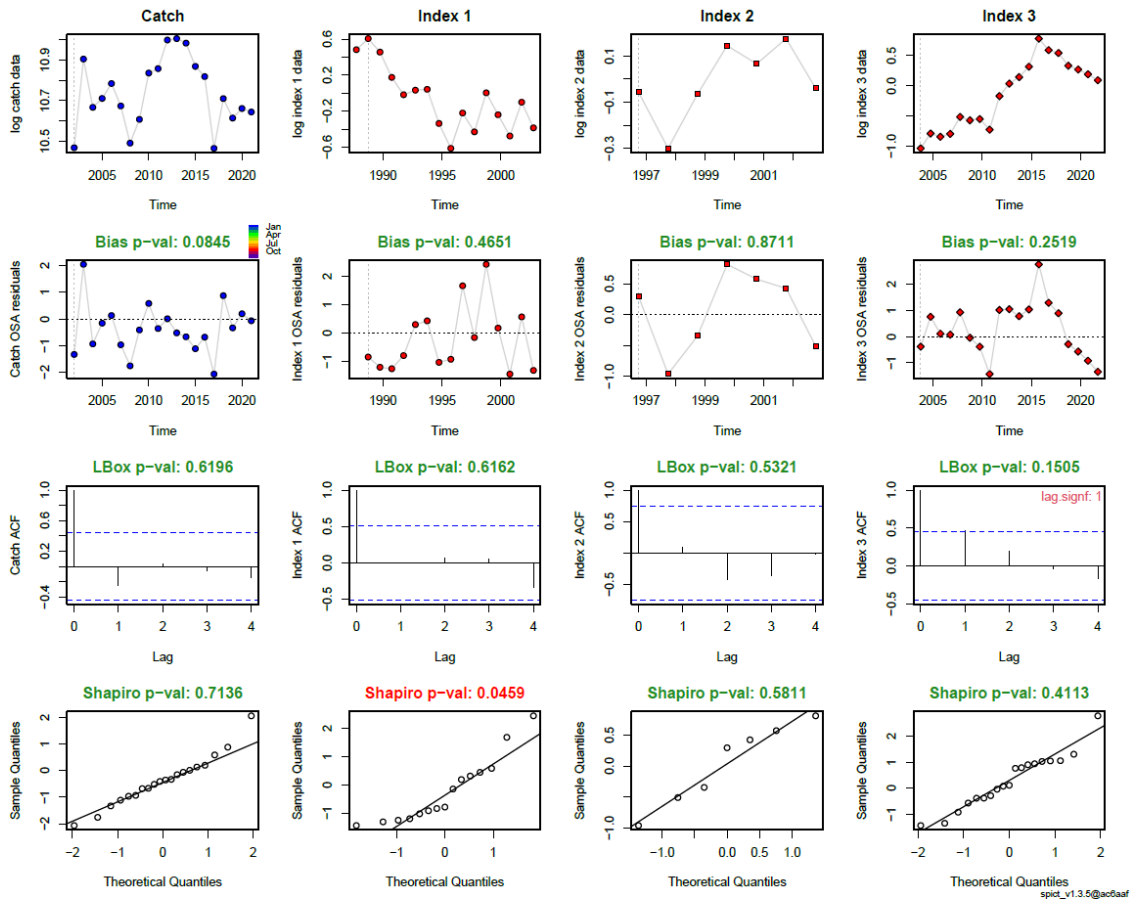 Catch
Index 1
Index 2
Index 3
log catch data
10.5 10.7 10.9
2005 2010 2015 2020
Time
log index 1 data
−0.6 −0.2 0.2 0.6
1990 1995 2000
Time
log index 2 data
−0.3 −0.1 0.1
1997 1999 2001
Time
log index 3 data
−1.0 0.0 0.5
2005 2010 2015 2020
Time
Bias p−val: 0.0845
Jan
Apr
Jul
Oct
Bias p−val: 0.4651
Bias p−val: 0.8711
Bias p−val: 0.2519
Catch OSA residuals
−2 −1 0 1 2
2005 2010 2015 2020
Time
Index 1 OSA residuals
−1 0 1 2
1990 1995 2000
Time
Index 2 OSA residuals
−1.0 0.0 0.5
1997 1999 2001
Time
Index 3 OSA residuals
−1 0 1 2
2005 2010 2015 2020
Time
LBox p−val: 0.6196
LBox p−val: 0.6162
LBox p−val: 0.5321
LBox p−val: 0.1505
Catch ACF
−0.4 0.0 0.2 0.6 1.0
0 1 2 3 4
Lag
Index 1 ACF
−0.5 0.0 0.5 1.0
0 1 2 3 4
Lag
Index 2 ACF
−0.5 0.0 0.5 1.0
0 1 2 3 4
Lag
Index 3 ACF
−0.5 0.0 0.5 1.0
lag.signf: 1
0 1 2 3 4
Lag
Shapiro p−val: 0.7136
Shapiro p−val: 0.0459
Shapiro p−val: 0.5811
Shapiro p−val: 0.4113
Sample Quantiles
−2 −1 0 1 2
−2 −1 0 1 2
Theoretical Quantiles
Sample Quantiles
−1 0 1 2
−1 0 1
Theoretical Quantiles
Sample Quantiles
−1.0 0.0 0.5
−1.0 0.0 0.5 1.0
Theoretical Quantiles
Sample Quantiles
−1 0 1 2
−2 −1 0 1 2
Theoretical Quantiles
spict_v1.3.5@ac6aaf